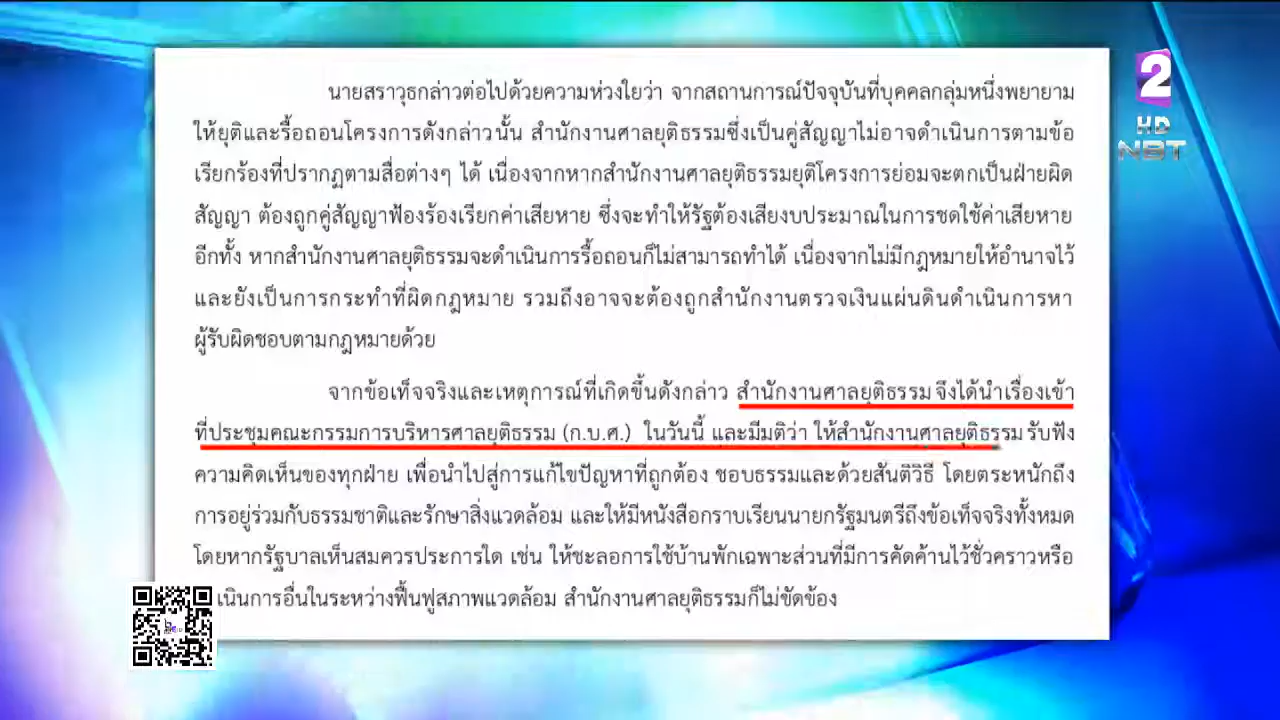 2
HD
NBT
นายสราวุธกล่าวต่อไปด้วยความห่วงใยว่า จากสถานการณ์ปัจจุบันที่บุคคลกลุ่มหนึ่งพยายาม
ให้ยุติและรื้อถอนโครงการดังกล่าวนั้น สำนักงานศาลยุติธรรมซึ่งเป็นคู่สัญญาไม่อาจดำเนินการตามข้อ
เรียกร้องที่ปรากฏตามสื่อต่างๆ ได้ เนื่องจากหากสำนักงานศาลยุติธรรมยุติโครงการย่อมจะตกเป็นฝ่ายผิด
สัญญา ต้องถูกคู่สัญญาฟ้องร้องเรียกค่าเสียหาย ซึ่งจะทำให้รัฐต้องเสียงบประมาณในการชดใช้ค่าเสียหาย
อีกทั้ง หากสำนักงานศาลยุติธรรมจะดำเนินการรื้อถอนก็ไม่สามารถทำได้ เนื่องจากไม่มีกฎหมายให้อำนาจไว้
และยังเป็นการกระทำที่ผิดกฎหมาย รวมถึงอาจจะต้องถูกสำนักงานตรวจเงินแผ่นดินดำเนินการหา
ผู้รับผิดชอบตามกฎหมายด้วย
จากข้อเท็จจริงและเหตุการณ์ที่เกิดขึ้นดังกล่าว สำนักงานศาลยุติธรรม จึงได้นำเรื่องเข้า
ที่ประชุมคณะกรรมการบริหารศาลยุติธรรม (ก.บ.ศ.) ในวันนี้ และมีมติว่า ให้สำนักงานศาลยุติธรรม รับฟัง
ความคิดเห็นของทุกฝ่าย เพื่อนำไปสู่การแก้ไขปัญหาที่ถูกต้อง ชอบธรรมและด้วยสันติวิธี โดยตระหนักถึง
การอยู่ร่วมกับธรรมชาติและรักษาสิ่งแวดล้อม และให้มีหนังสือกราบเรียนนายกรัฐมนตรีถึงข้อเท็จจริงทั้งหมด
โดยหากรัฐบาลเห็นสมควรประการใด เช่น ให้ชะลอการใช้บ้านพักเฉพาะส่วนที่มีการคัดค้านไว้ชั่วคราวหรือ
เนินการอื่นในระหว่างฟื้นฟูสภาพแวดล้อม สำนักงานศาลยุติธรรมก็ไม่ขัดข้อง